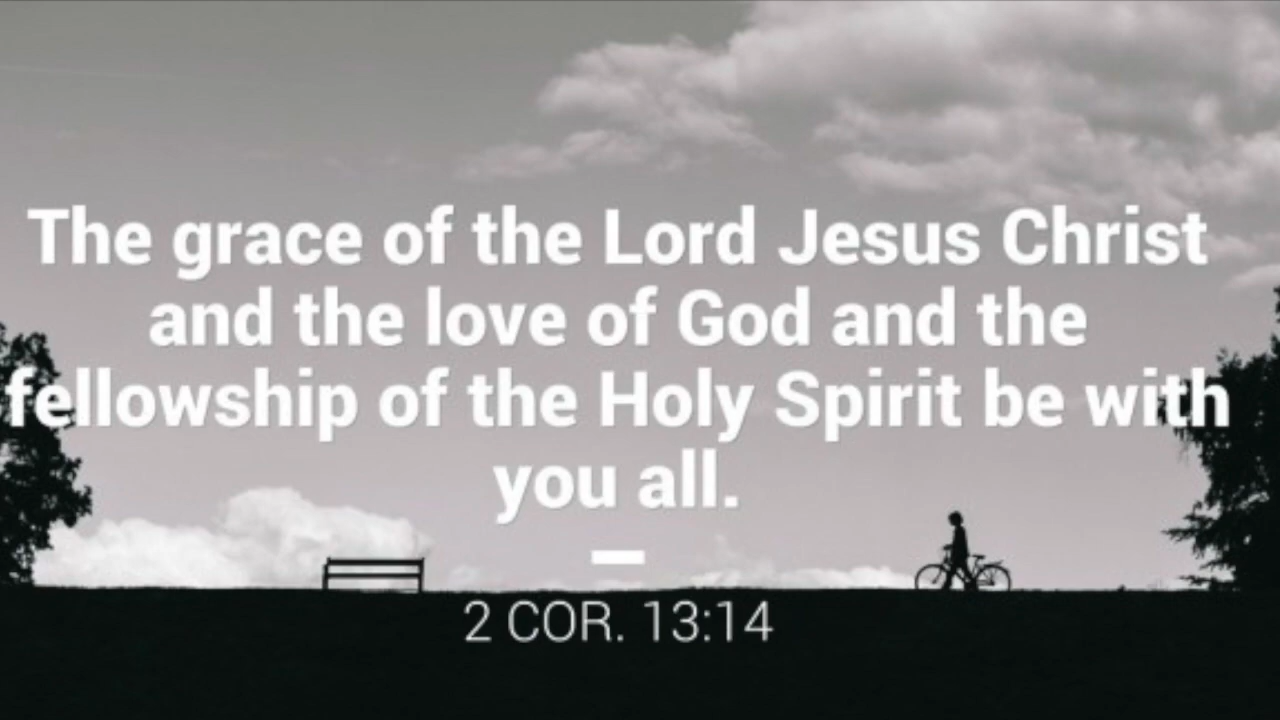 The grace of the Lord Jesus Christ
and the love of God and the
fellowship of the Holy Spirit be with
you all.
2 COR. 13:14